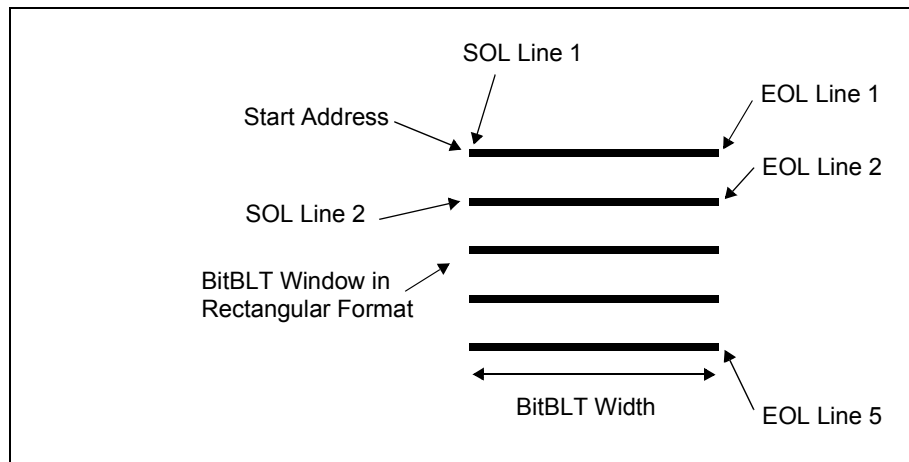 SOL Line 1
EOL Line 1
Start Address
EOL Line 2
SOL Line 2
BitBLT Window in
Rectangular Format
BitBLT Width
EOL Line 5